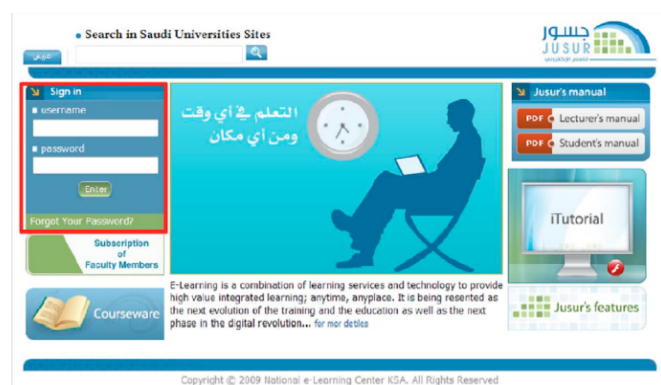 Search in Saudi Universities Sites
عربي
جسور
JUSUR
Sign in
username
password
Enter
Forgot Your Password?
Subscription
of
Faculty Members
Courseware
التعلم في أي وقت
ومن أي مكان
E-Learning is a combination of learning services and technology to provide
high value integrated learning; anytime, anyplace. It is being resented as
the next evolution of the training and the education as well as the next
phase in the digital revolution... for mor detiles
Jusur's manual
PDF Lecturer's manual
PDF Student's manual
iTutorial
Jusur's features
Copyright © 2009 National e-Learning Center KSA. All Rights Reserved